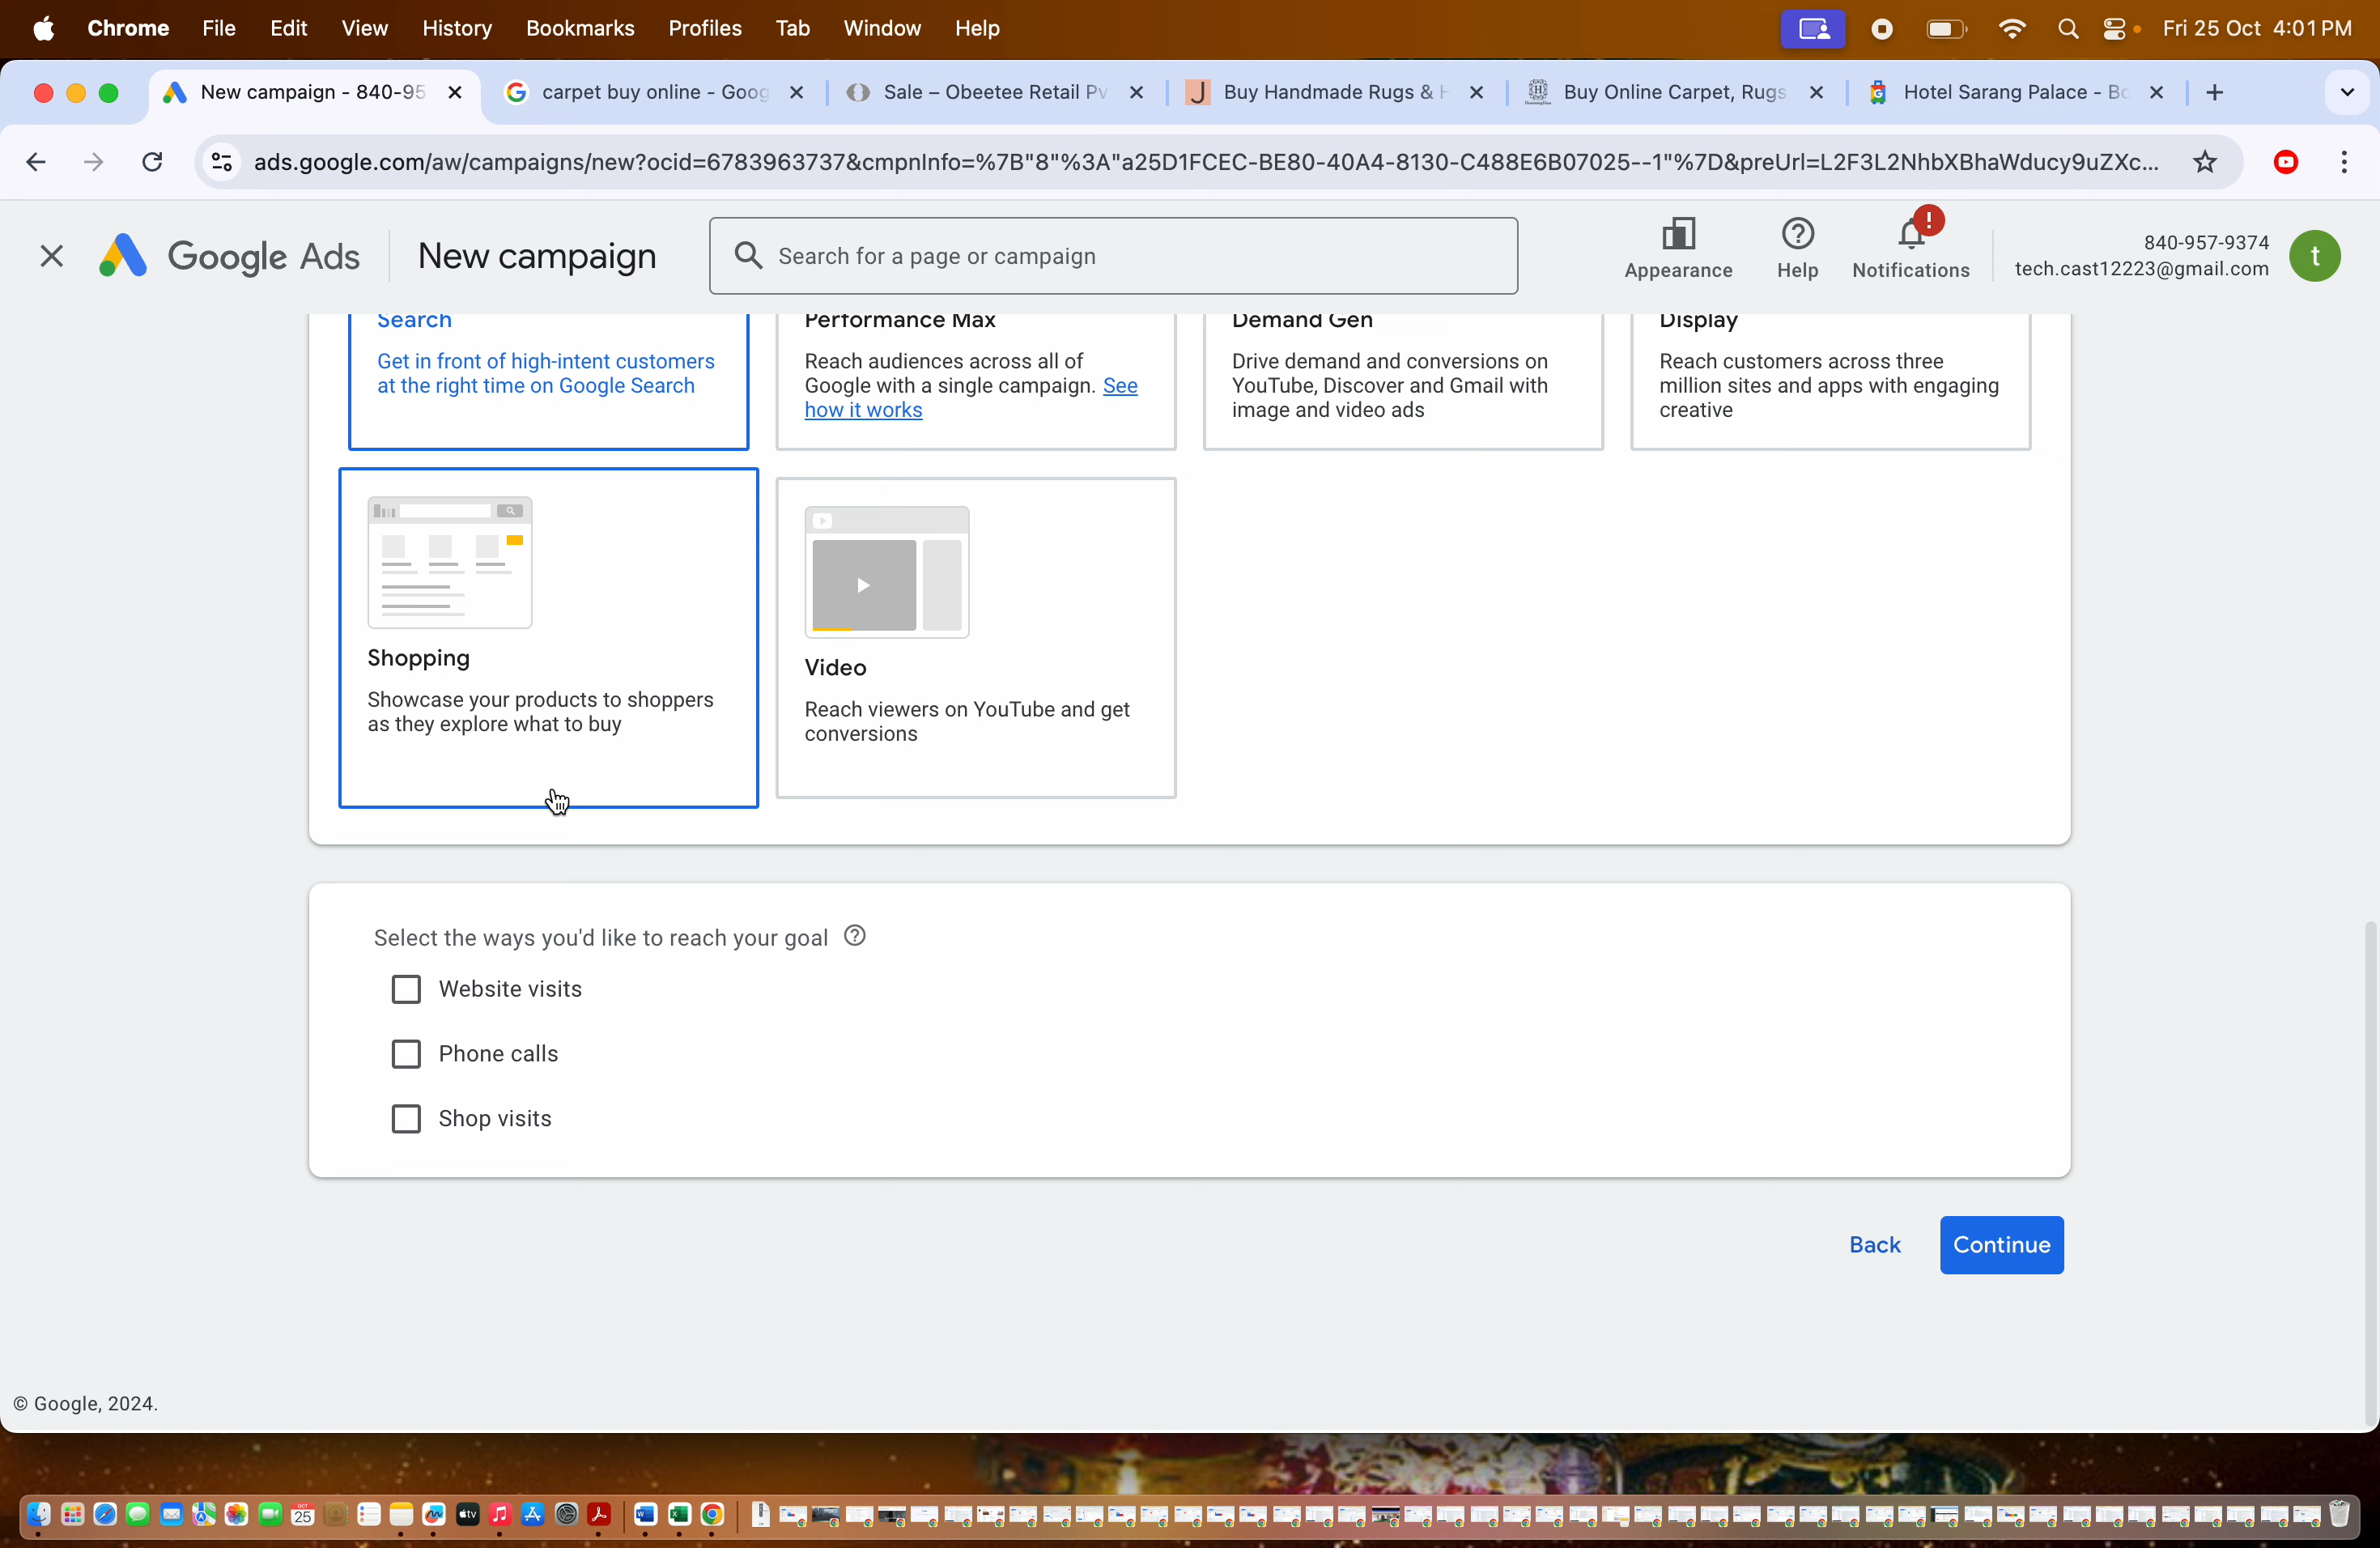 Chrome File Edit View History Bookmarks Profiles Tab Window Help Fri 25 Oct 4:01 PM
New campaign - 840-95 carpet buy online - Goog Sale – Obeetee Retail Pv Buy Handmade Rugs & H Buy Online Carpet, Rugs Hotel Sarang Palace - Bo
ads.google.com/aw/campaigns/new?ocid=6783963737&cmpnInfo=%7B"8"%3A"a25D1FCEC-BE80-40A4-8130-C488E6B07025--1"%7D&preUrl=L2F3L2NhbXBhaWducy9uZXc...
Google Ads New campaign Search for a page or campaign Appearance Help Notifications 840-957-9374
tech.cast12223@gmail.com t
Search
Get in front of high-intent customers
at the right time on Google Search
Performance Max
Reach audiences across all of
Google with a single campaign. See
how it works
Demand Gen
Drive demand and conversions on
YouTube, Discover and Gmail with
image and video ads
Display
Reach customers across three
million sites and apps with engaging
creative
Shopping
Showcase your products to shoppers
as they explore what to buy
Video
Reach viewers on YouTube and get
conversions
Select the ways you'd like to reach your goal
Website visits
Phone calls
Shop visits
Back Continue
© Google, 2024.
OCT
25
tv